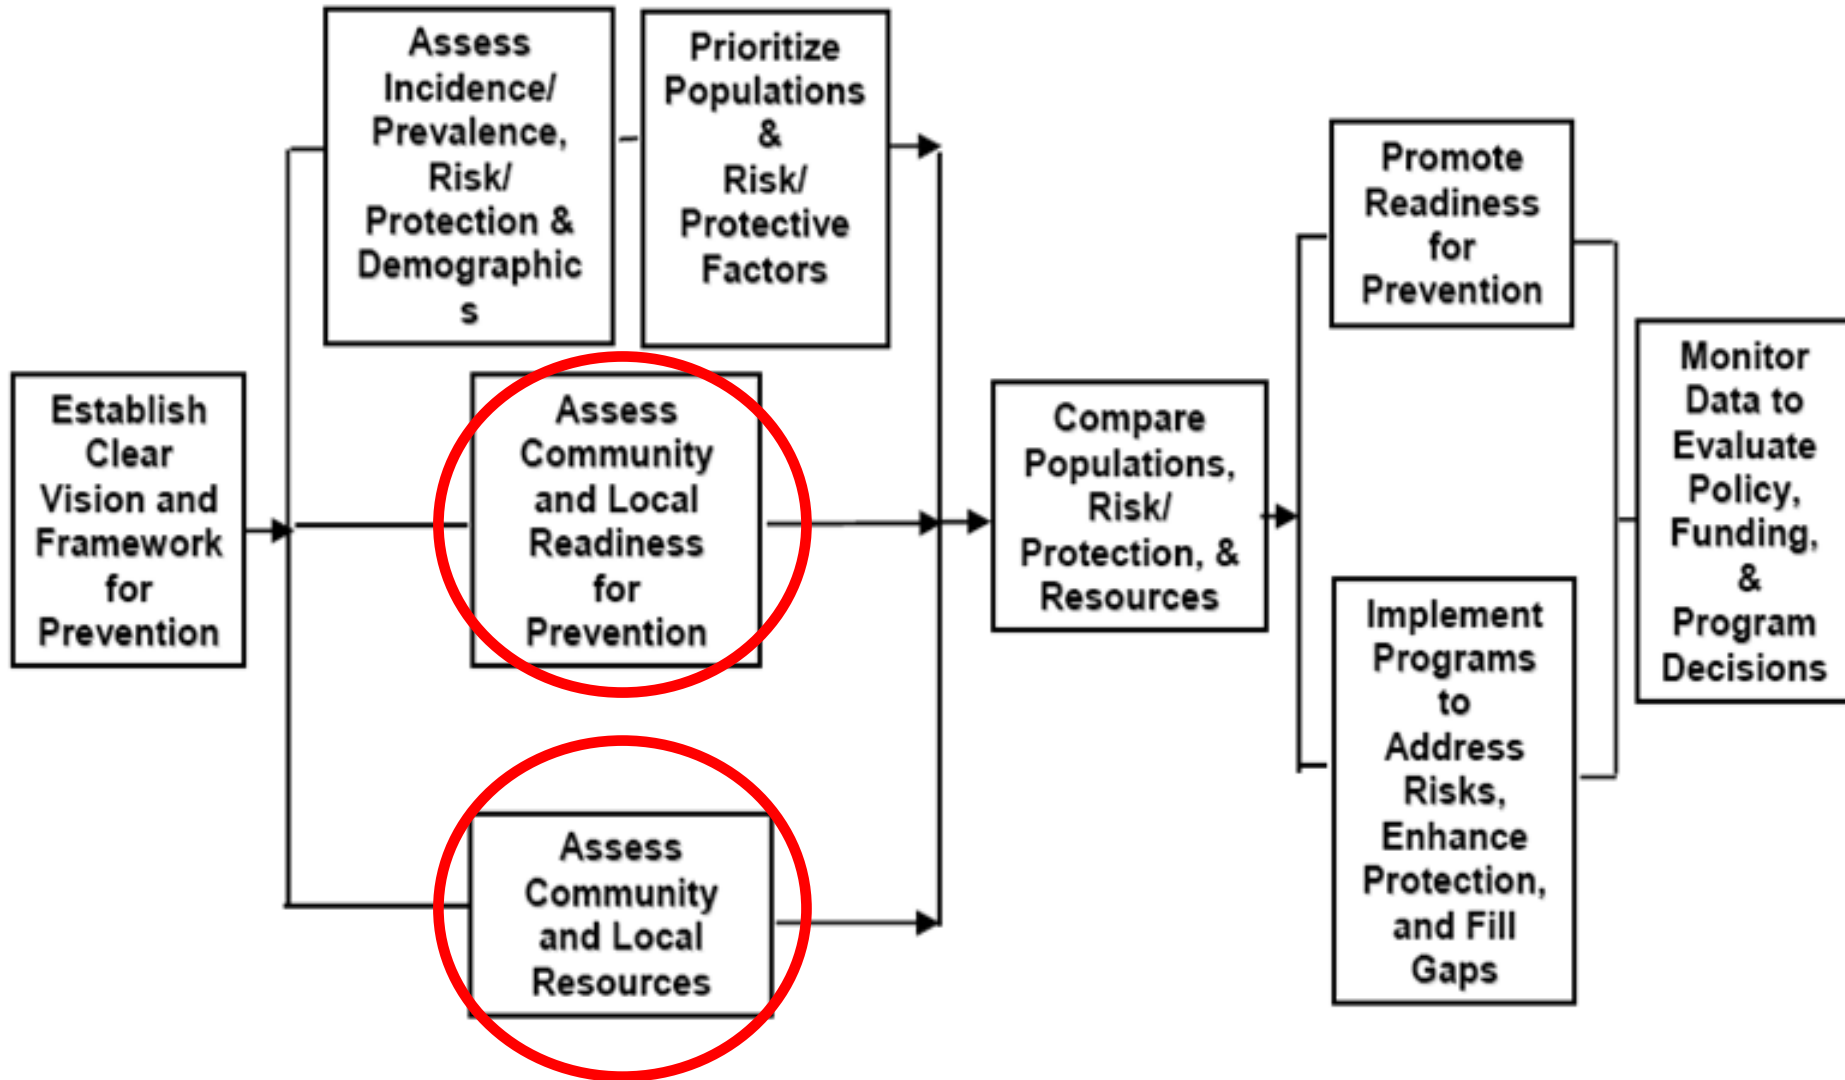 Establish
Clear
Vision and
Framework
for
Prevention
Assess
Incidence/
Prevalence,
Risk/
Protection &
Demographic
s
Prioritize
Populations
&
Risk/
Protective
Factors
Assess
Community
and Local
Readiness
for
Prevention
Assess
Community
and Local
Resources
Compare
Populations,
Risk/
Protection, &
Resources
Promote
Readiness
for
Prevention
Implement
Programs
to
Address
Risks,
Enhance
Protection,
and Fill
Gaps
Monitor
Data to
Evaluate
Policy,
Funding,
&
Program
Decisions